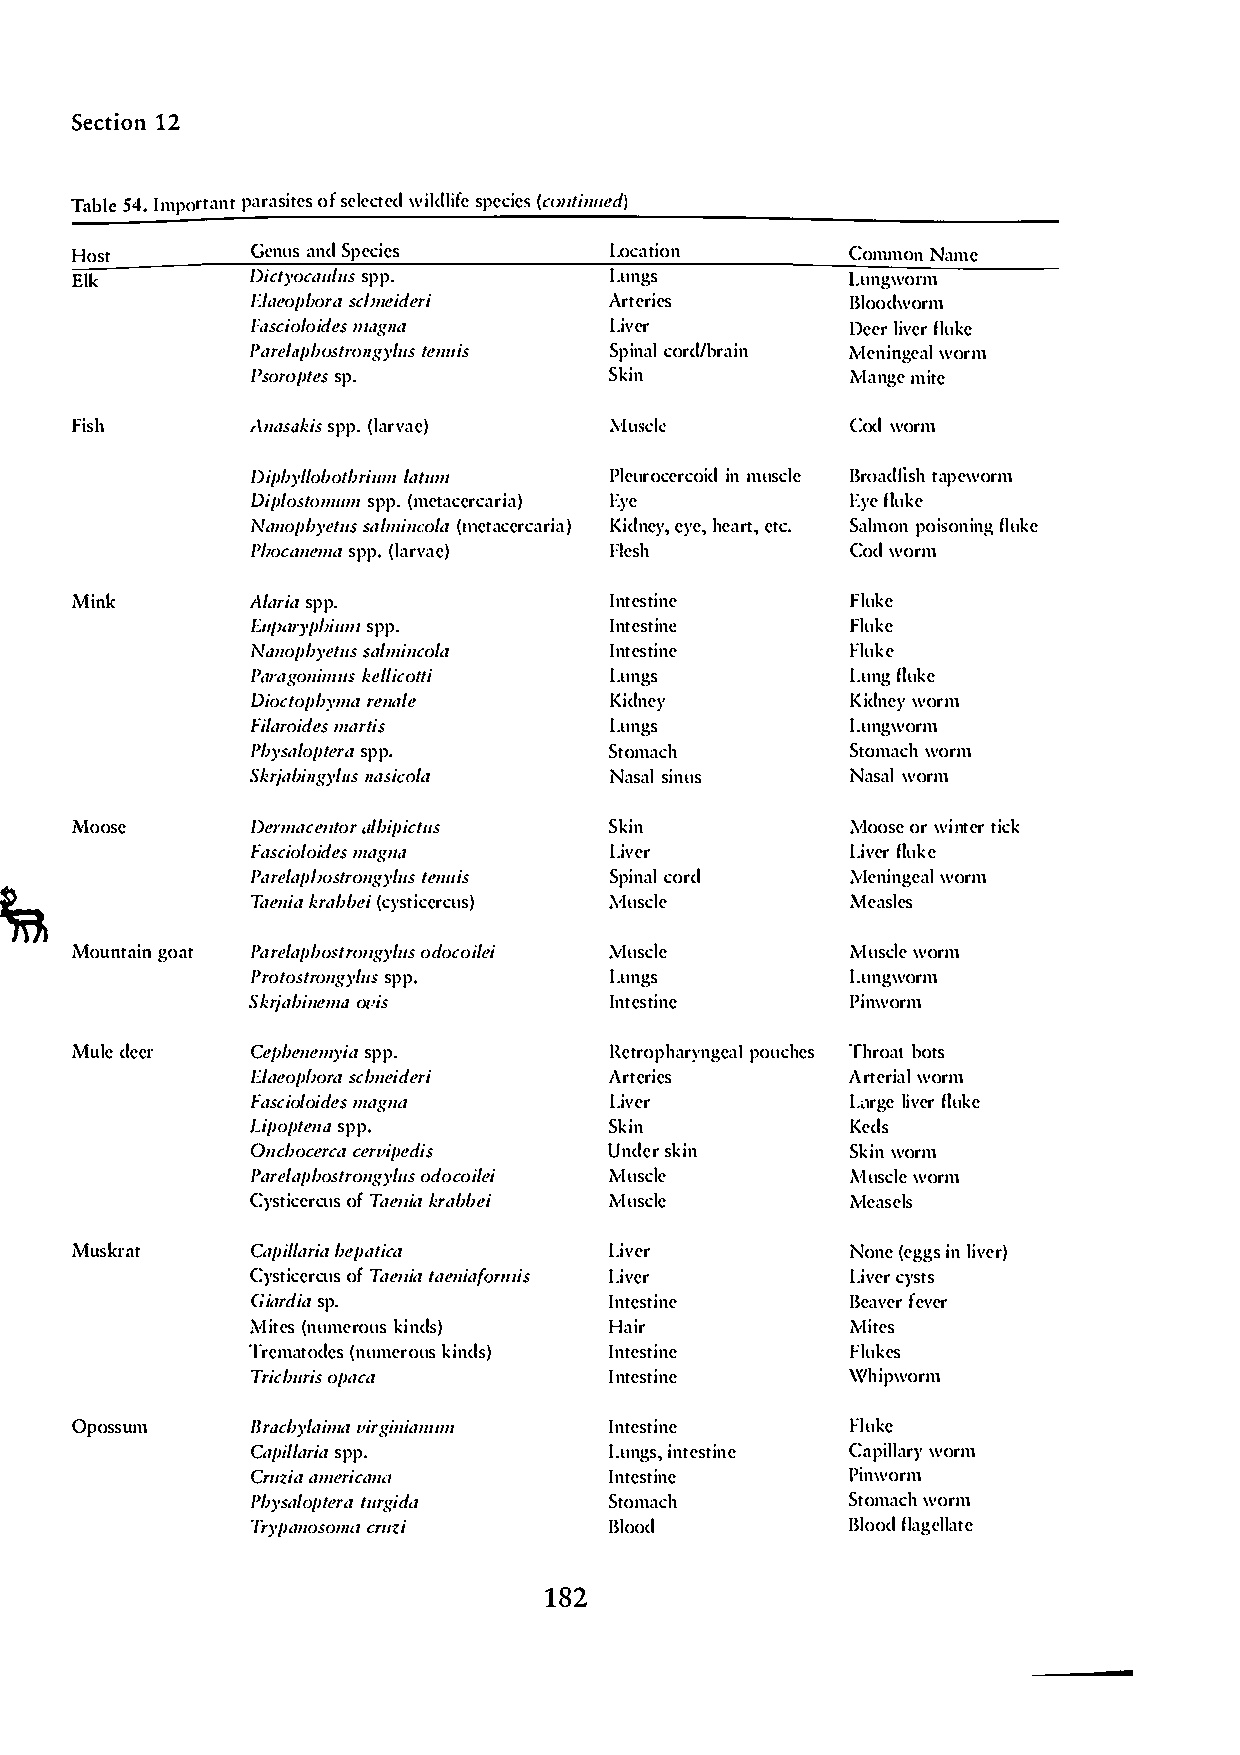 Section 12
Table 54. Important parasites of selected wildlife species (continued)
Host Genus and Species Location Common Name
Elk Dictyocaulus spp. Lungs Lungworm
Elaeophora schneideri Arteries Bloodworm
Fascioloides magna Liver Deer liver fluke
Parelaphostrongylus tenuis Spinal cord/brain Meningeal worm
Psoroptes sp. Skin Mange mite
Fish Anasakis spp. (larvae) Muscle Cod worm
Diphyllobothrium latum Pleurocercoid in muscle Broadfish tapeworm
Diplostomum spp. (metacercaria) Eye Eye fluke
Nanophyetus salmincola (metacercaria) Kidney, eye, heart, etc. Salmon poisoning fluke
Phocanema spp. (larvae) Flesh Cod worm
Mink Alaria spp. Intestine Fluke
Euparyphium spp. Intestine Fluke
Nanophyetus salmincola Intestine Fluke
Paragonimus kellicotti Lungs Lung fluke
Dioctophyma renale Kidney Kidney worm
Filaroides martis Lungs Lungworm
Physaloptera spp. Stomach Stomach worm
Skrjabingylus nasicola Nasal sinus Nasal worm
Moose Dermacentor albipictus Skin Moose or winter tick
Fascioloides magna Liver Liver fluke
Parelaphostrongylus tenuis Spinal cord Meningeal worm
Taenia krabbei (cysticercus) Muscle Measles
Mountain goat Parelaphostrongylus odocoilei Muscle Muscle worm
Protostrongylus spp. Lungs Lungworm
Skrjabinema ovis Intestine Pinworm
Mule deer Cephenemyia spp. Retropharyngeal pouches Throat bots
Elaeophora schneideri Arteries Arterial worm
Fascioloides magna Liver Large liver fluke
Lipoptena spp. Skin Keds
Onchocerca cervipedis Under skin Skin worm
Parelaphostrongylus odocoilei Muscle Muscle worm
Cysticercus of Taenia krabbei Muscle Measels
Muskrat Capillaria hepatica Liver None (eggs in liver)
Cysticercus of Taenia taeniaformis Liver Liver cysts
Giardia sp. Intestine Beaver fever
Mites (numerous kinds) Hair Mites
Trematodes (numerous kinds) Intestine Flukes
Trichuris opaca Intestine Whipworm
Opossum Brachylaima virginianum Intestine Fluke
Capillaria spp. Lungs, intestine Capillary worm
Cruzia americana Intestine Pinworm
Physaloptera turgida Stomach Stomach worm
Trypanosoma cruzi Blood Blood flagellate
182